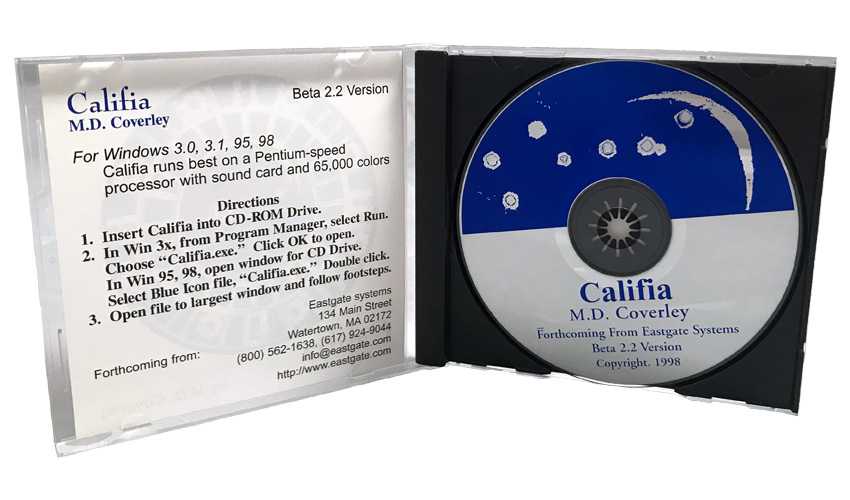 Califia
Beta 2.2 Version
M.D. Coverley
For Windows 3.0, 3.1, 95, 98
Califia runs best on a Pentium-speed
processor with sound card and 65,000 colors
Directions
1. Insert Califia into CD-ROM Drive.
2. In Win 3x, from Program Manager, select Run.
Choose “Califia.exe.” Click OK to open.
In Win 95, 98, open window for CD Drive.
Select Blue Icon file, “Califia.exe.” Double click.
3. Open file to largest window and follow footsteps.
Eastgate systems
134 Main Street
Watertown, MA 02172
Forthcoming from: (800) 562-1638, (617) 924-9044
info@eastgate.com
http://www.eastgate.com
Califia
M.D. Coverley
Forthcoming From Eastgate Systems
Beta 2.2 Version
Copyright, 1998